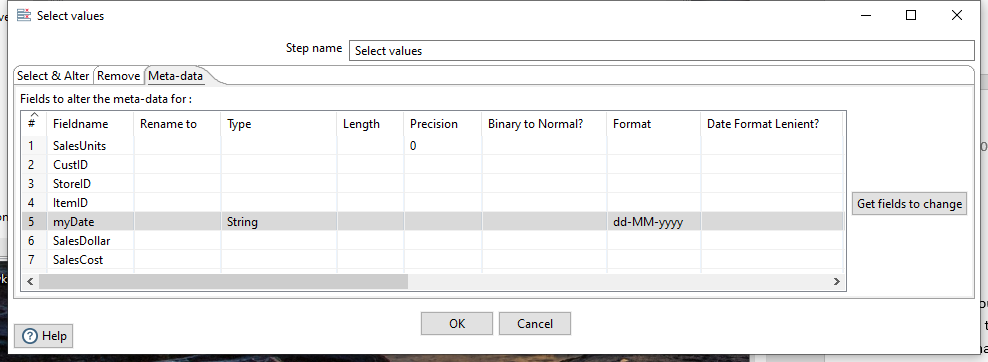 Select values
Step name Select values
Select & Alter Remove Meta-data
Fields to alter the meta-data for :
# Fieldname Rename to Type Length Precision Binary to Normal? Format Date Format Lenient?
1 SalesUnits 0
2 CustID
3 StoreID
4 ItemID
5 myDate String dd-MM-yyyy
6 SalesDollar
7 SalesCost
Get fields to change
OK Cancel
Help